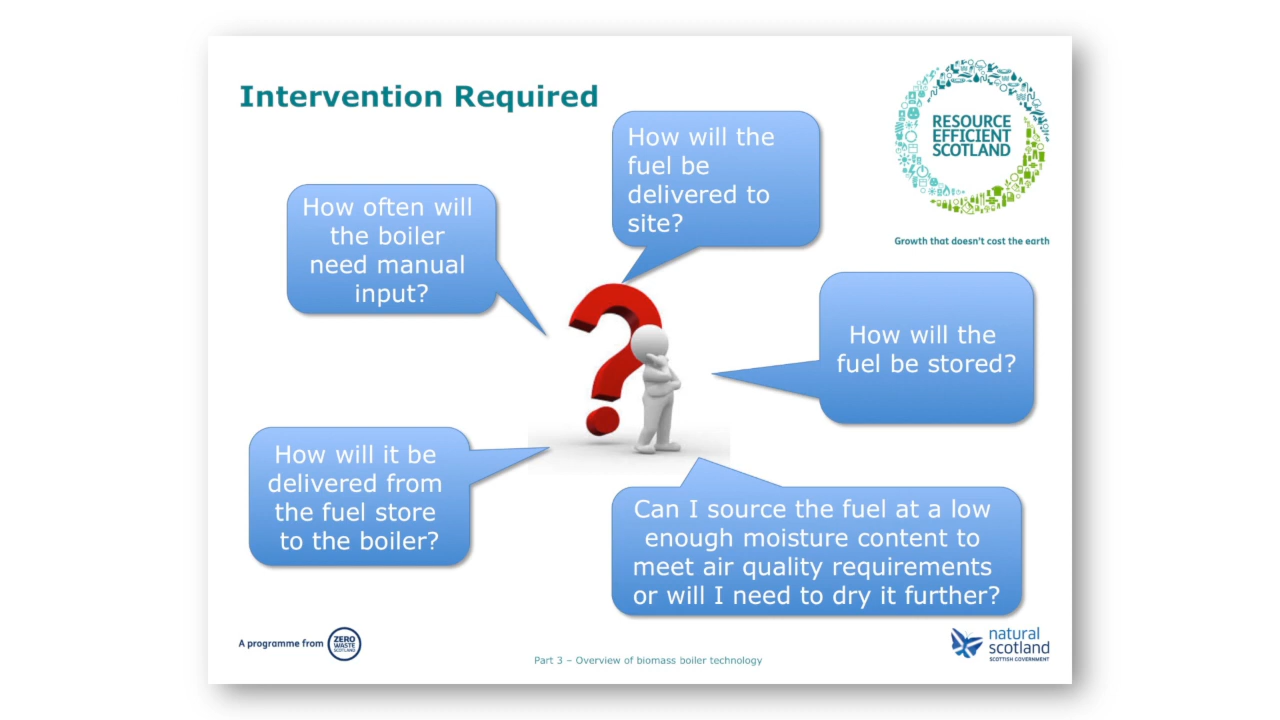 Intervention Required
RESOURCE
EFFICIENT
SCOTLAND
Growth that doesn't cost the earth
How will the
fuel be
delivered to
site?
How often will
the boiler
need manual
input?
How will the
fuel be stored?
How will it be
delivered from
the fuel store
to the boiler?
Can I source the fuel at a low
enough moisture content to
meet air quality requirements
or will I need to dry it further?
A programme from
ZERO
WASTE
SCOTLAND
Part 3 – Overview of biomass boiler technology
natural
scotland
SCOTTISH GOVERNMENT